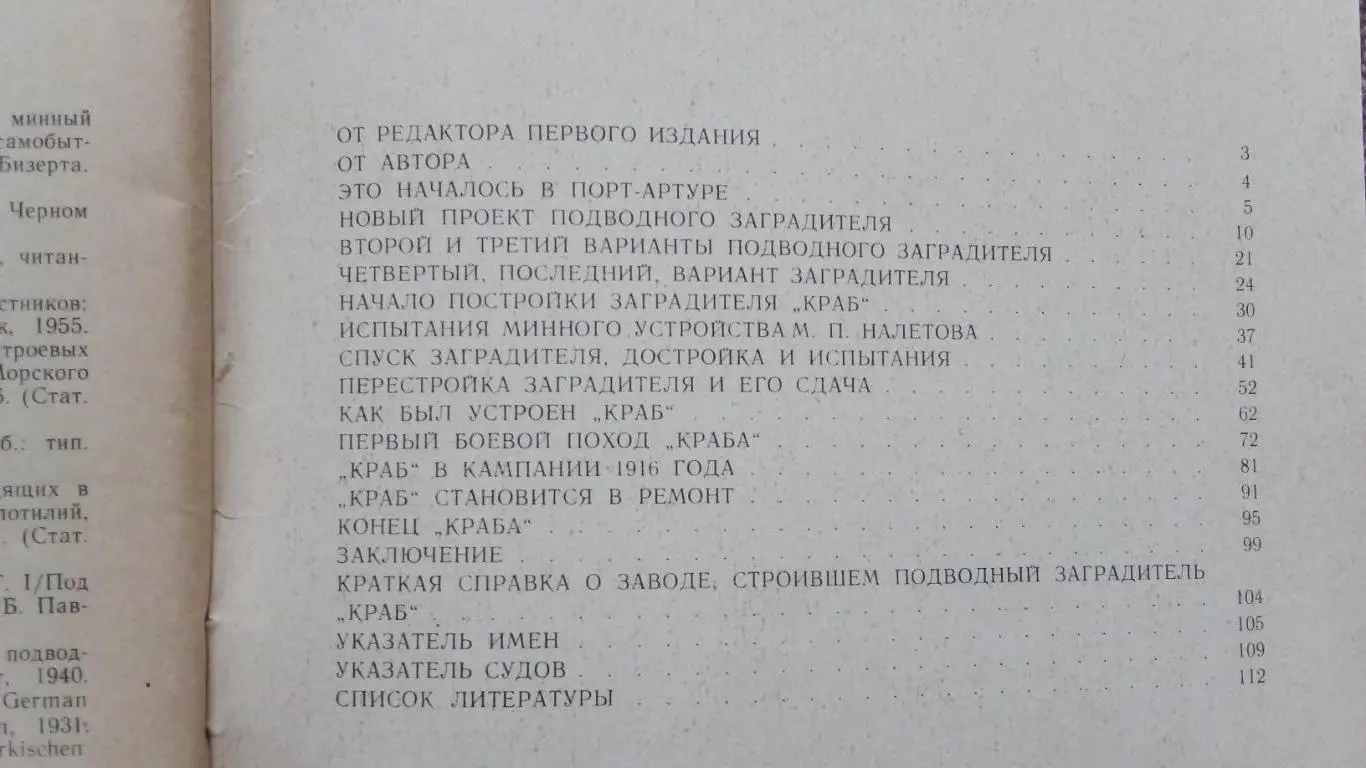 минный
самобыт-
Бизерта.
Черном
, читан-
стников:
к, 1955.
троевых
Морского
б. (Стат.
б.: тип.
дящих в
лотилий,
. (Стат.
Т. I/Под
Б. Пав-
подвод-
г. 1940.
German
n, 1931.
rkischen
ОТ РЕДАКТОРА ПЕРВОГО ИЗДАНИЯ . . . 3
ОТ АВТОРА . . . 4
ЭТО НАЧАЛОСЬ В ПОРТ-АРТУРЕ . . . 5
НОВЫЙ ПРОЕКТ ПОДВОДНОГО ЗАГРАДИТЕЛЯ . . . 10
ВТОРОЙ И ТРЕТИЙ ВАРИАНТЫ ПОДВОДНОГО ЗАГРАДИТЕЛЯ . . . 21
ЧЕТВЕРТЫЙ, ПОСЛЕДНИЙ, ВАРИАНТ ЗАГРАДИТЕЛЯ . . . 24
НАЧАЛО ПОСТРОЙКИ ЗАГРАДИТЕЛЯ „КРАБ“ . . . 30
ИСПЫТАНИЯ МИННОГО УСТРОЙСТВА М. П. НАЛЕТОВА . . . 37
СПУСК ЗАГРАДИТЕЛЯ, ДОСТРОЙКА И ИСПЫТАНИЯ . . . 41
ПЕРЕСТРОЙКА ЗАГРАДИТЕЛЯ И ЕГО СДАЧА . . . 52
КАК БЫЛ УСТРОЕН „КРАБ“ . . . 62
ПЕРВЫЙ БОЕВОЙ ПОХОД „КРАБА“ . . . 72
„КРАБ“ В КАМПАНИИ 1916 ГОДА . . . 81
„КРАБ“ СТАНОВИТСЯ В РЕМОНТ . . . 91
КОНЕЦ „КРАБА“ . . . 95
ЗАКЛЮЧЕНИЕ . . . 99
КРАТКАЯ СПРАВКА О ЗАВОДЕ, СТРОИВШЕМ ПОДВОДНЫЙ ЗАГРАДИТЕЛЬ
„КРАБ“ . . . 104
УКАЗАТЕЛЬ ИМЕН . . . 105
УКАЗАТЕЛЬ СУДОВ . . . 109
СПИСОК ЛИТЕРАТУРЫ . . . 112